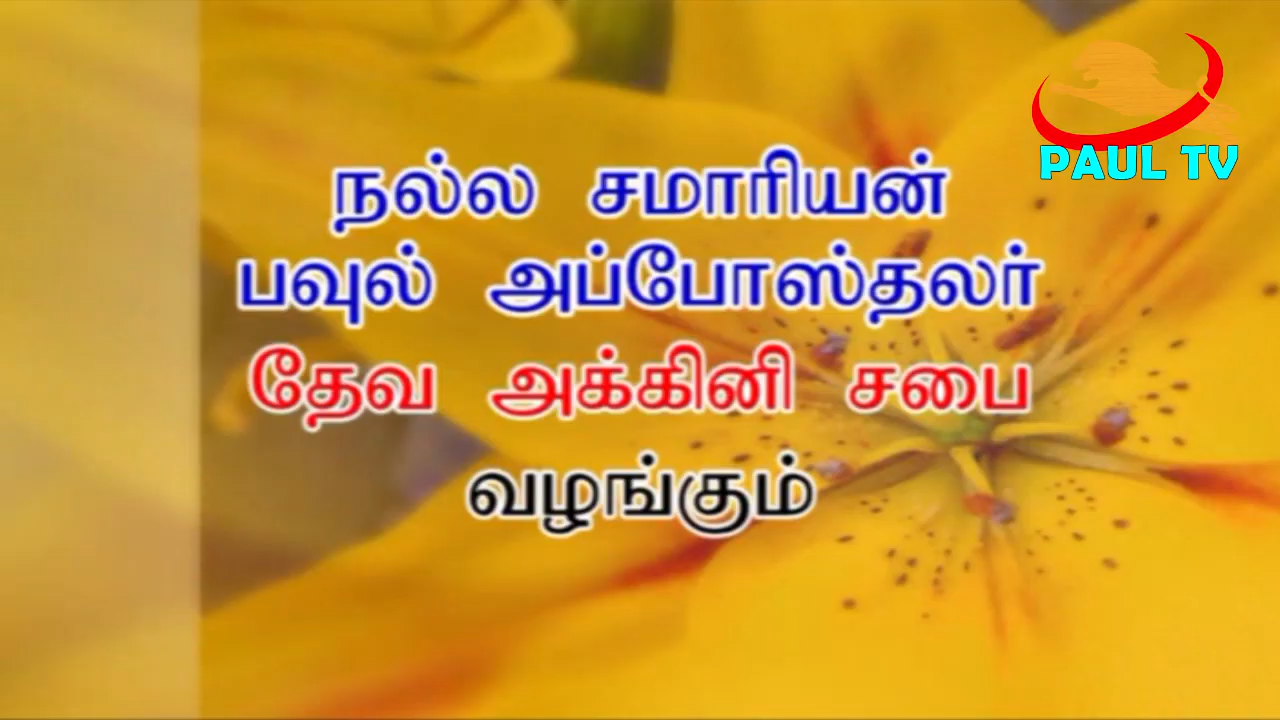 PAUL TV
நல்ல சமாரியன்
பவுல் அப்போஸ்தலர்
தேவ அக்கினி சபை
வழங்கும்